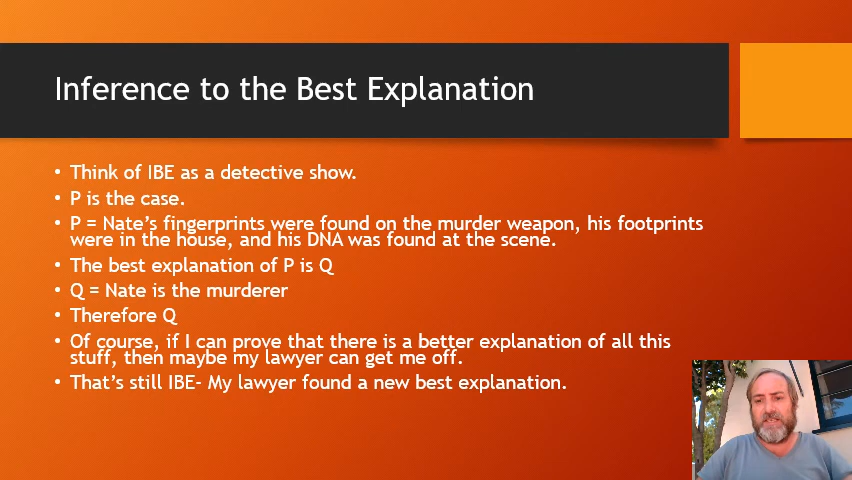 Inference to the Best Explanation
• Think of IBE as a detective show.
• P is the case.
• P = Nate's fingerprints were found on the murder weapon, his footprints
were in the house, and his DNA was found at the scene.
• The best explanation of P is Q
• Q = Nate is the murderer
• Therefore Q
• Of course, if I can prove that there is a better explanation of all this
stuff, then maybe my lawyer can get me off.
• That's still IBE- My lawyer found a new best explanation.